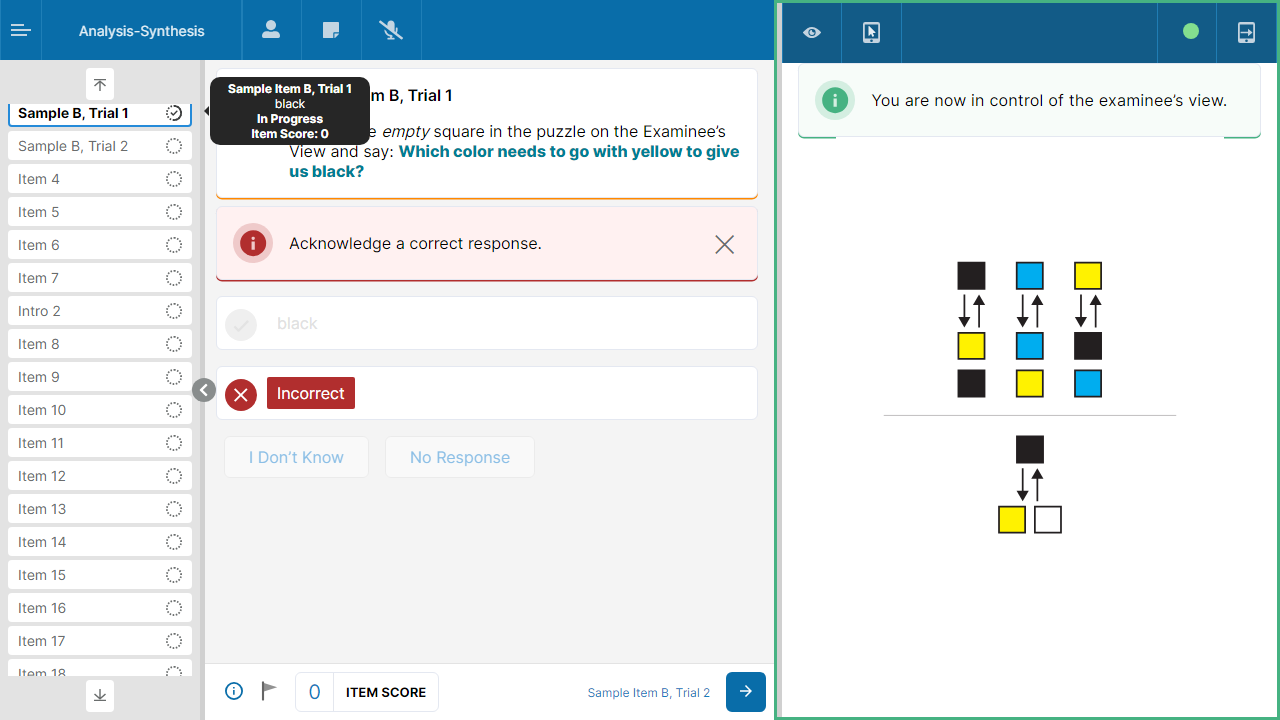 Analysis-Synthesis
Sample B, Trial 1
Sample B, Trial 2
Item 4
Item 5
Item 6
Item 7
Intro 2
Item 8
Item 9
Item 10
Item 11
Item 12
Item 13
Item 14
Item 15
Item 16
Item 17
Item 18
Sample Item B, Trial 1
black
In Progress
Item Score: 0
m B, Trial 1
e empty square in the puzzle on the Examinee's
View and say: Which color needs to go with yellow to give
us black?
Acknowledge a correct response.
black
Incorrect
I Don't Know
No Response
0 ITEM SCORE
Sample Item B, Trial 2
You are now in control of the examinee's view.